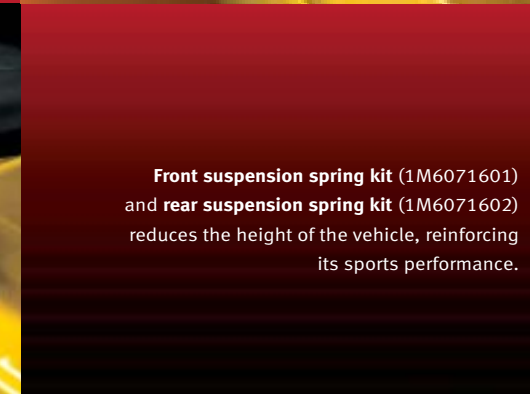 Front suspension spring kit (1M6071601)
and rear suspension spring kit (1M6071602)
reduces the height of the vehicle, reinforcing
its sports performance.